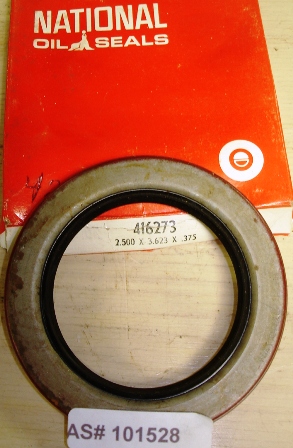 NATIONAL
OIL SEALS
416273
2.500 X 3.623 X .375
AS# 101528